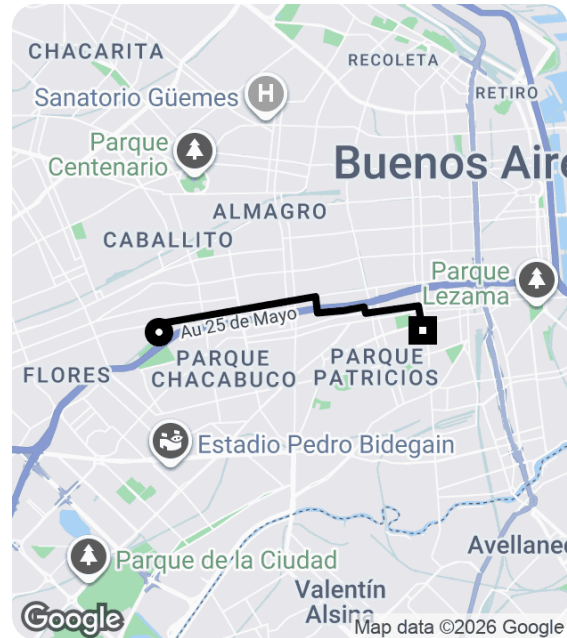 CHACARITA
RECOLETA
Sanatorio Güemes
H
RETIRO
Parque
Centenario
Buenos Aire
ALMAGRO
CABALLITO
Parque
Lezama
Au 25 de Mayo
PARQUE
CHACABUCO
PARQUE
PATRICIOS
FLORES
Estadio Pedro Bidegain
Avellaned
Parque de la Ciudad
Valentín
Alsina
Google
Map data ©2026 Google